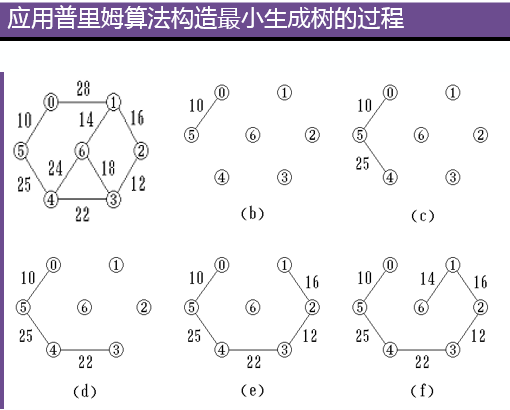 应用普里姆算法构造最小生成树的过程
28
⓪ ① ⓪ ① ⓪ ①
10 14 16 10 10
⑤ ⑥ ② ⑤ ⑥ ② ⑤ ⑥ ②
25 24 18 12 25
④ ③ ④ ③ ④ ③
22
(b) (c)
⓪ ① ⓪ ① ⓪ ①
10 10 16 10 14 16
⑤ ⑥ ② ⑤ ⑥ ② ⑤ ⑥ ②
25 25 12 25 12
④ ③ ④ ③ ④ ③
22 22 22
(d) (e) (f)